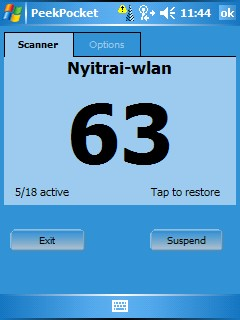 PeekPocket 11:44 ok
Scanner Options
Nyitrai-wlan
63
5/18 active Tap to restore
Exit Suspend